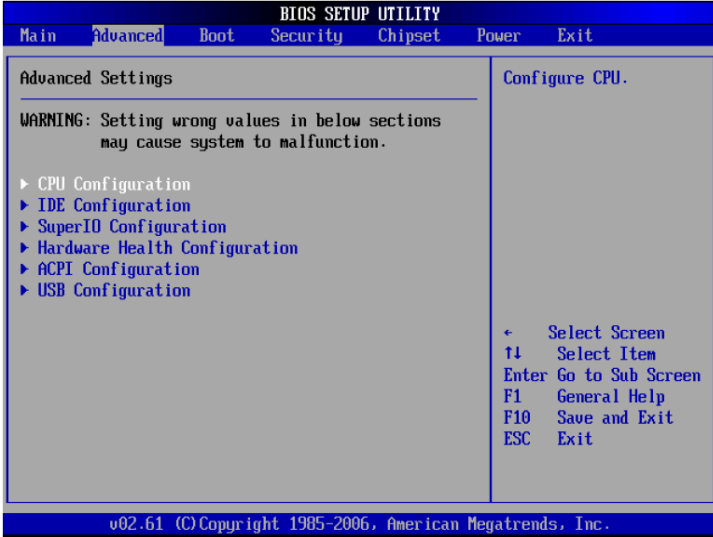 BIOS SETUP UTILITY
Main Advanced Boot Security Chipset Power Exit
Advanced Settings
WARNING: Setting wrong values in below sections
may cause system to malfunction.
▶ CPU Configuration
▶ IDE Configuration
▶ SuperIO Configuration
▶ Hardware Health Configuration
▶ ACPI Configuration
▶ USB Configuration
Configure CPU.
← Select Screen
↑↓ Select Item
Enter Go to Sub Screen
F1 General Help
F10 Save and Exit
ESC Exit
v02.61 (C)Copyright 1985-2006, American Megatrends, Inc.